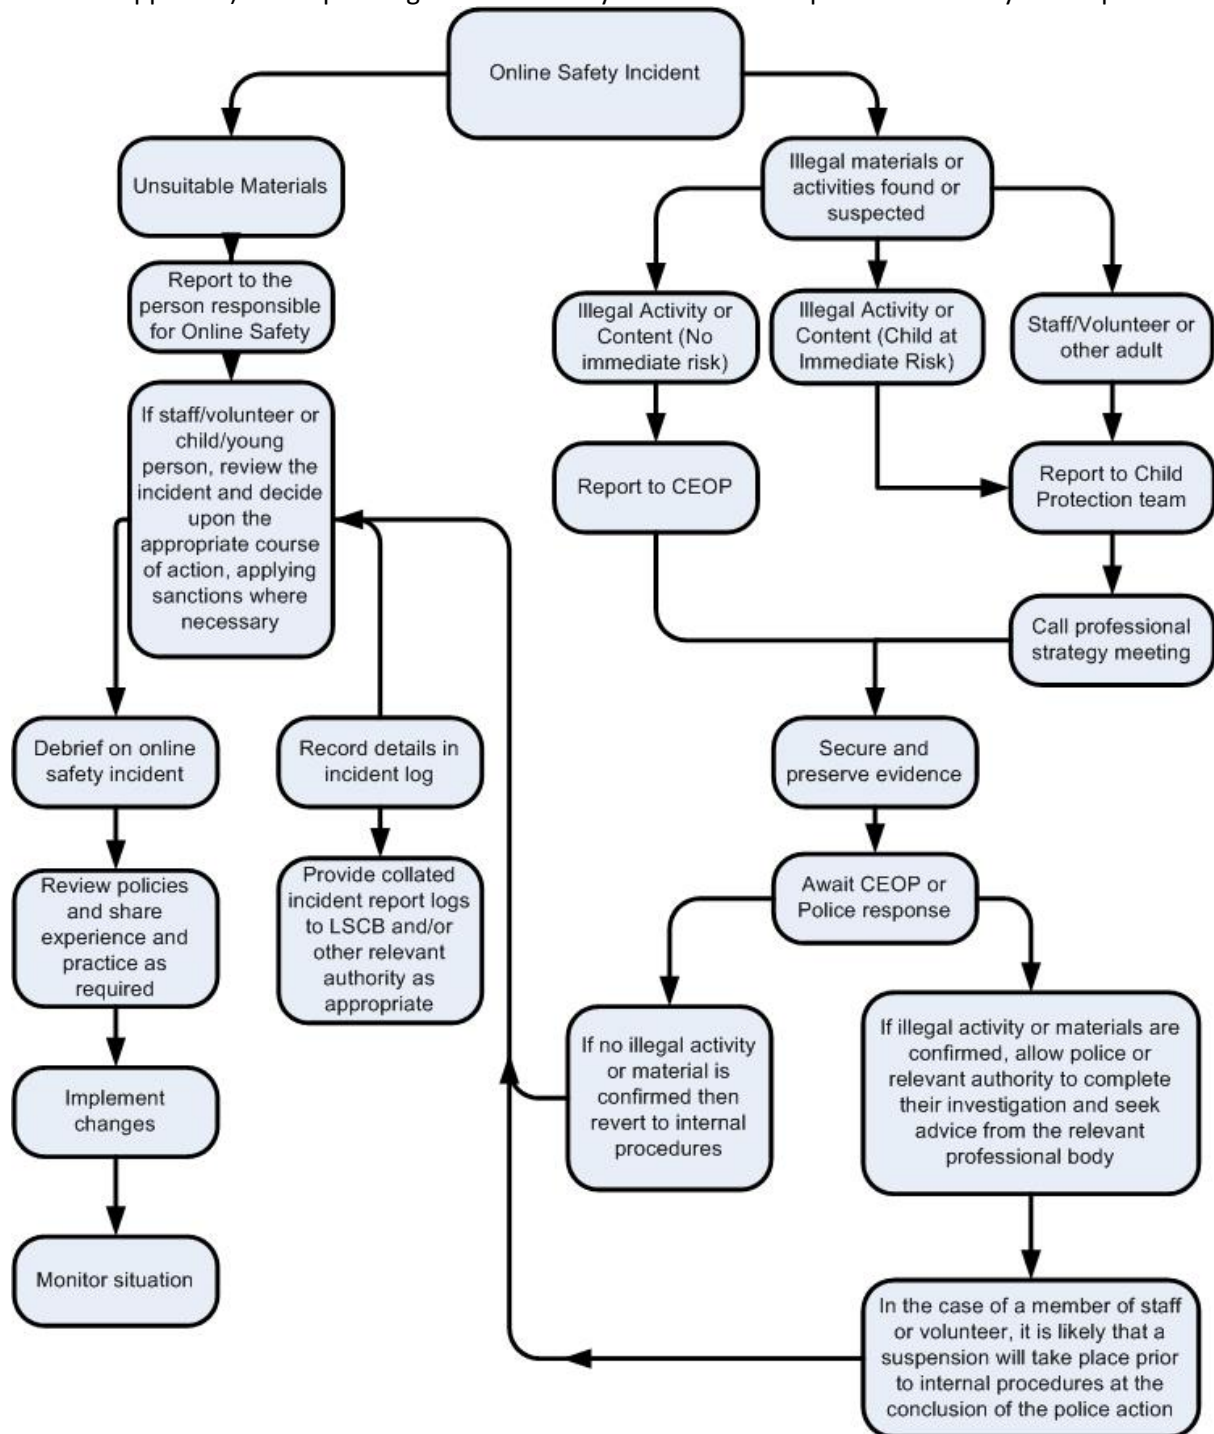 Online Safety Incident
Unsuitable Materials
Report to the
person responsible
for Online Safety
If staff/volunteer or
child/young
person, review the
incident and decide
upon the
appropriate course
of action, applying
sanctions where
necessary
Debrief on online
safety incident
Review policies
and share
experience and
practice as
required
Implement
changes
Monitor situation
Record details in
incident log
Provide collated
incident report logs
to LSCB and/or
other relevant
authority as
appropriate
Illegal materials or
activities found or
suspected
Illegal Activity or
Content (No
immediate risk)
Illegal Activity or
Content (Child at
Immediate Risk)
Staff/Volunteer or
other adult
Report to CEOP
Report to Child
Protection team
Call professional
strategy meeting
Secure and
preserve evidence
Await CEOP or
Police response
If no illegal activity
or material is
confirmed then
revert to internal
procedures
If illegal activity or materials are
confirmed, allow police or
relevant authority to complete
their investigation and seek
advice from the relevant
professional body
In the case of a member of staff
or volunteer, it is likely that a
suspension will take place prior
to internal procedures at the
conclusion of the police action